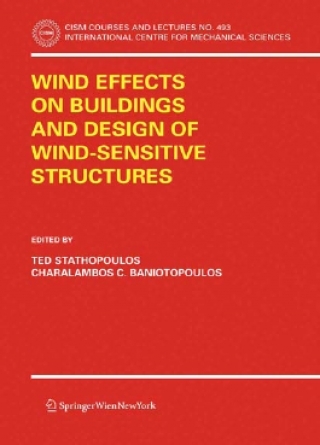 CISM COURSES AND LECTURES NO. 493
INTERNATIONAL CENTRE FOR MECHANICAL SCIENCES
CISM
WIND EFFECTS
ON BUILDINGS
AND DESIGN OF
WIND-SENSITIVE
STRUCTURES
EDITED BY
TED STATHOPOULOS
CHARALAMBOS C. BANIOTOPOULOS
SpringerWienNewYork